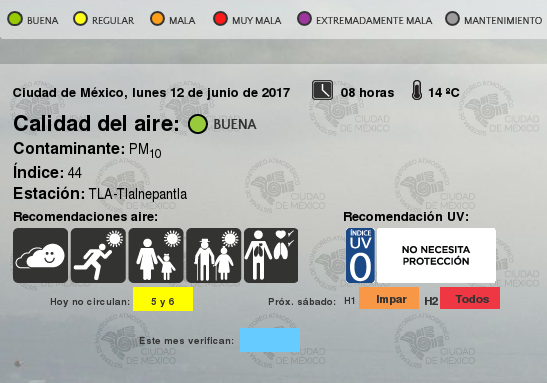 BUENA REGULAR MALA MUY MALA EXTREMADAMENTE MALA MANTENIMIENTO
Ciudad de México, lunes 12 de junio de 2017 08 horas 14 ºC
Calidad del aire: BUENA
Contaminante: PM10
Índice: 44
Estación: TLA-Tlalnepantla
Recomendaciones aire: Recomendación UV:
ÍNDICE
UV
0
NO NECESITA
PROTECCIÓN
Hoy no circulan: 5 y 6 Próx. sábado: H1 Impar H2 Todos
Este mes verifican:
CIUDAD
DE MÉXICO